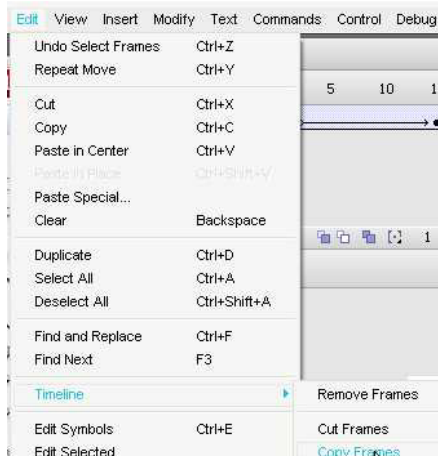 Edit View Insert Modify Text Commands Control Debug
Undo Select Frames Ctrl+Z
Repeat Move Ctrl+Y
5 10 1
Cut Ctrl+X
Copy Ctrl+C
Paste in Center Ctrl+V
Paste in Place Ctrl+Shift+V
Paste Special...
Clear Backspace
1
Duplicate Ctrl+D
Select All Ctrl+A
Deselect All Ctrl+Shift+A
Find and Replace Ctrl+F
Find Next F3
Timeline Remove Frames
Edit Symbols Ctrl+E Cut Frames
Edit Selected Copy Frames